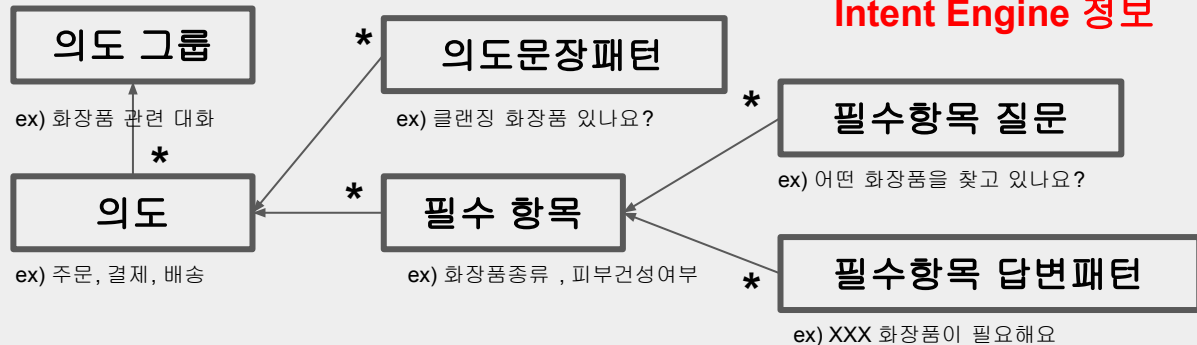 Intent Engine 정보
의도 그룹
*
의도문장패턴
ex) 화장품 관련 대화
ex) 클랜징 화장품 있나요?
*
필수항목 질문
*
ex) 어떤 화장품을 찾고 있나요?
의도
*
필수 항목
ex) 주문, 결제, 배송
ex) 화장품종류 , 피부건성여부
*
필수항목 답변패턴
ex) XXX 화장품이 필요해요